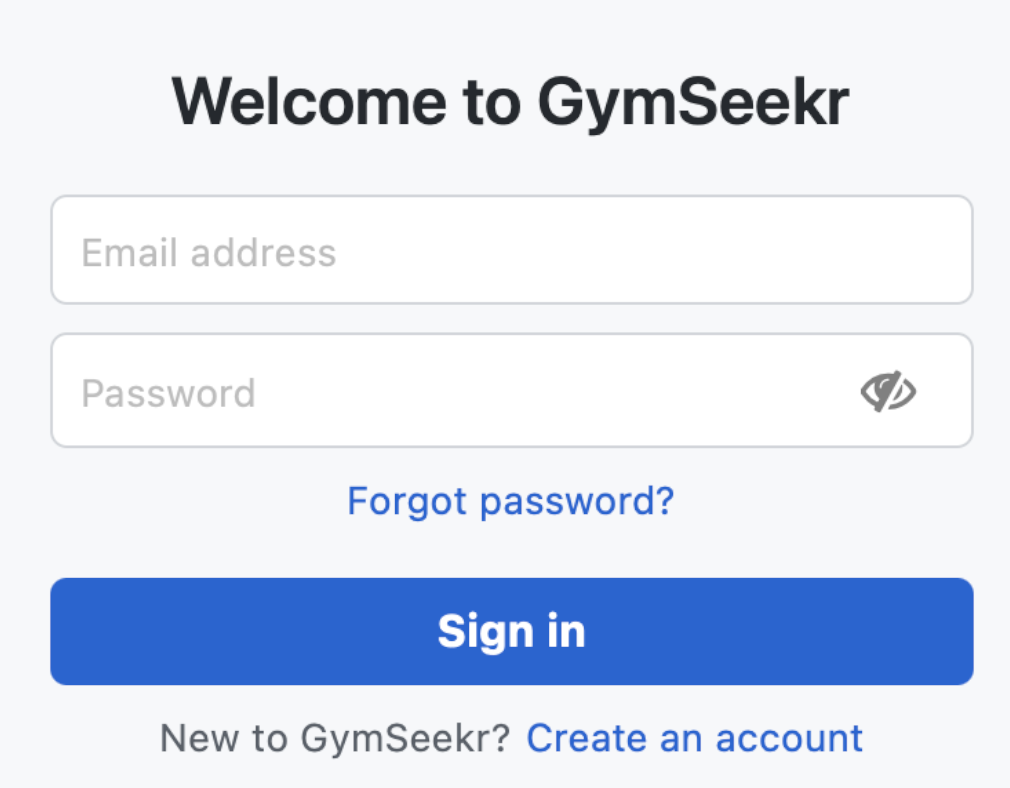 Welcome to GymSeekr
Email address
Password
Forgot password?
Sign in
New to GymSeekr? Create an account